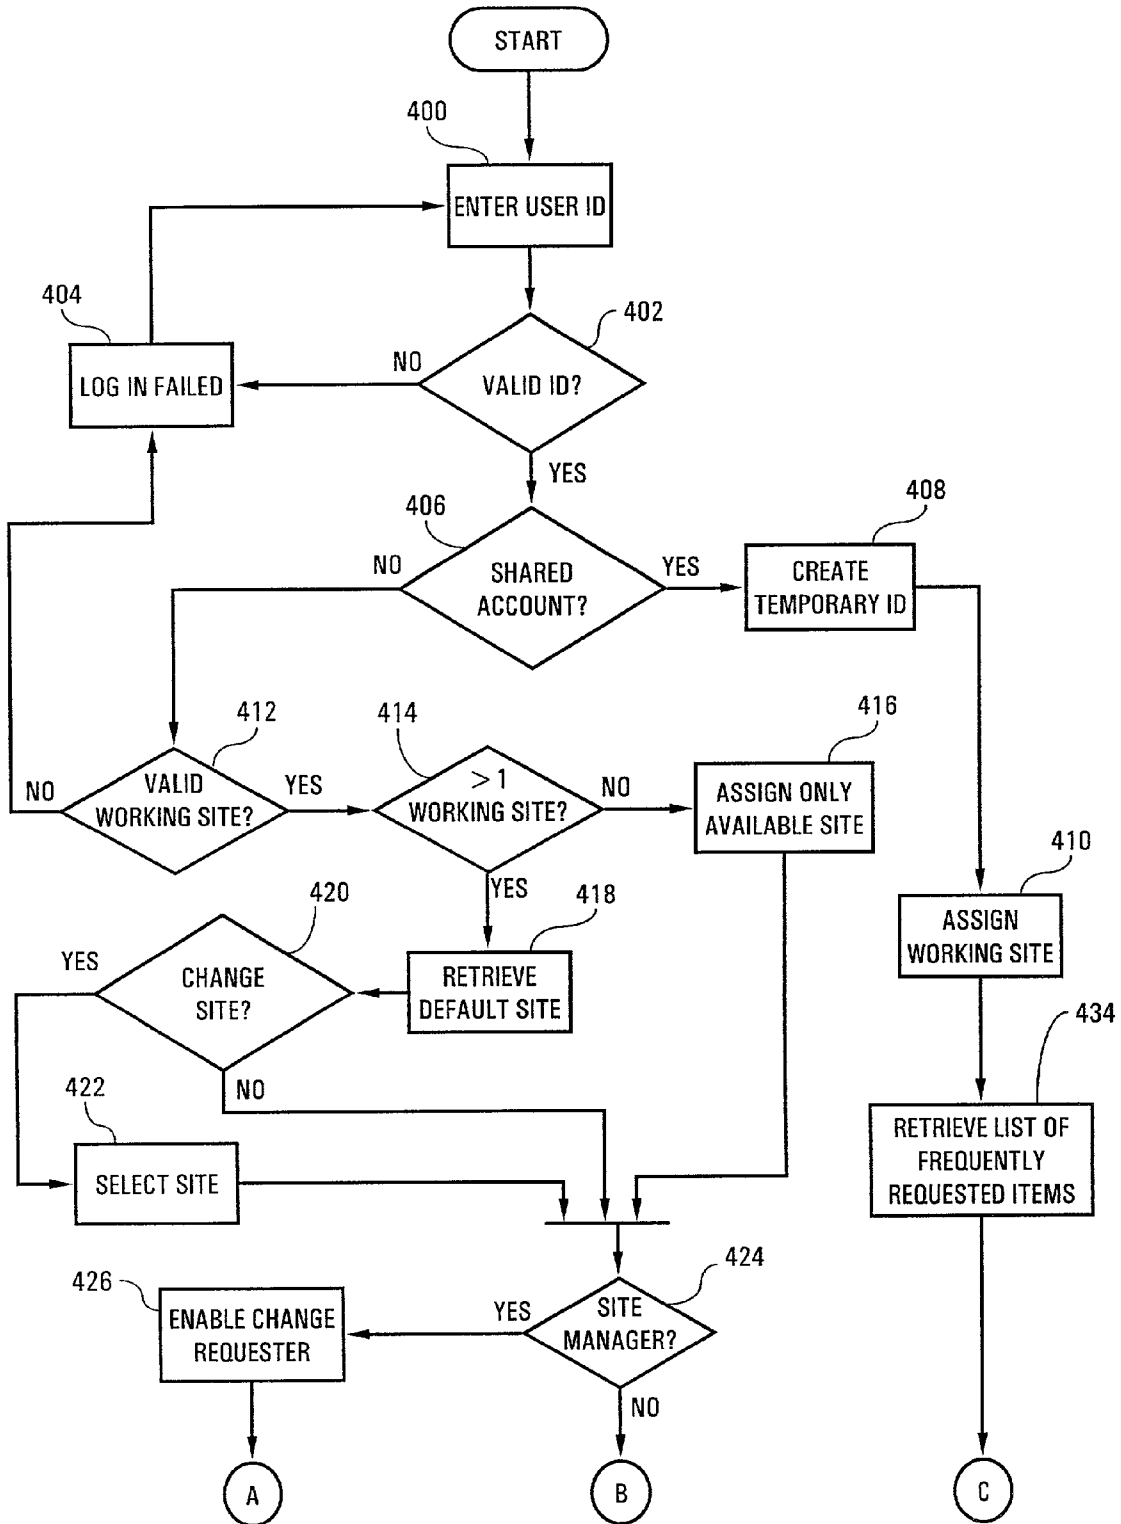 START
400
ENTER USER ID
404
402
LOG IN FAILED
NO
VALID ID?
YES
406
408
NO
SHARED
ACCOUNT?
YES
CREATE
TEMPORARY ID
412
414
416
NO
VALID
WORKING SITE?
YES
>1
WORKING SITE?
NO
ASSIGN ONLY
AVAILABLE SITE
410
YES
420
418
ASSIGN
WORKING SITE
YES
CHANGE
SITE?
RETRIEVE
DEFAULT SITE
434
NO
422
RETRIEVE LIST OF
FREQUENTLY
REQUESTED ITEMS
SELECT SITE
424
426
ENABLE CHANGE
REQUESTER
YES
SITE
MANAGER?
NO
A
B
C